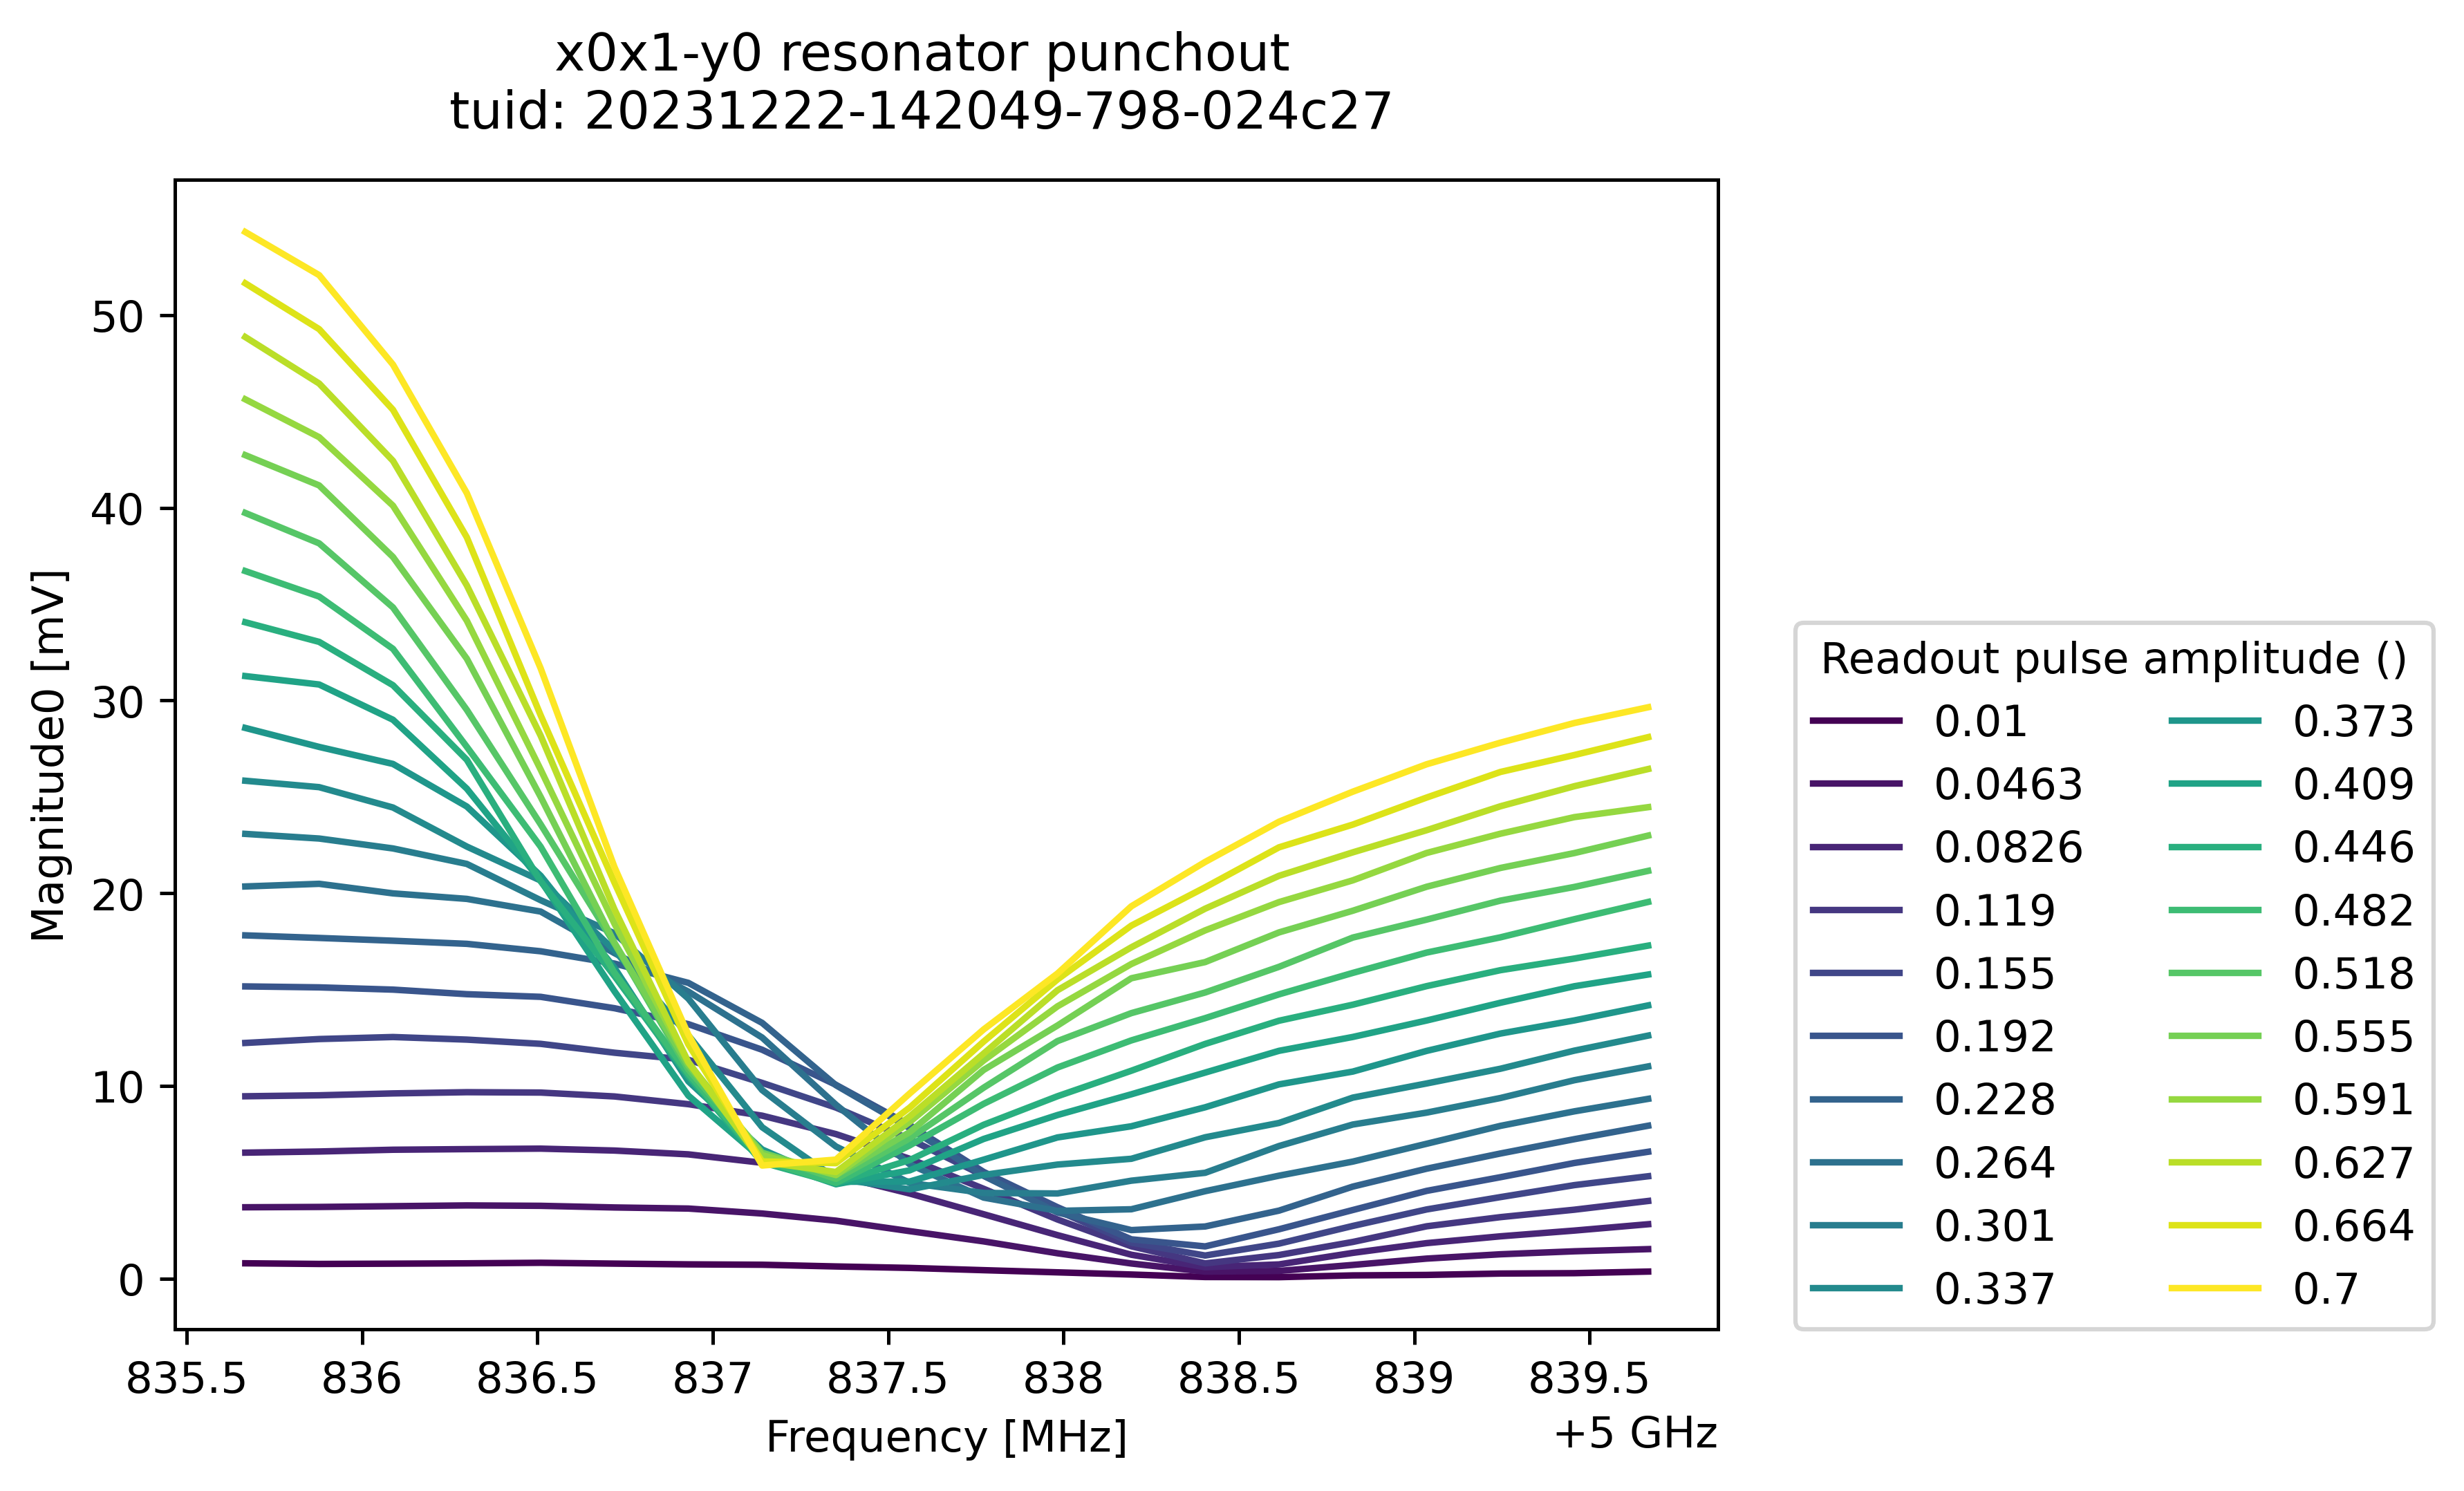 x0x1-y0 resonator punchout
tuid: 20231222-142049-798-024c27
Magnitude0 [mV]
50
40
30
20
10
0
835.5 836 836.5 837 837.5 838 838.5 839 839.5
Frequency [MHz]
+5 GHz
Readout pulse amplitude ()
0.01 0.373
0.0463 0.409
0.0826 0.446
0.119 0.482
0.155 0.518
0.192 0.555
0.228 0.591
0.264 0.627
0.301 0.664
0.337 0.7